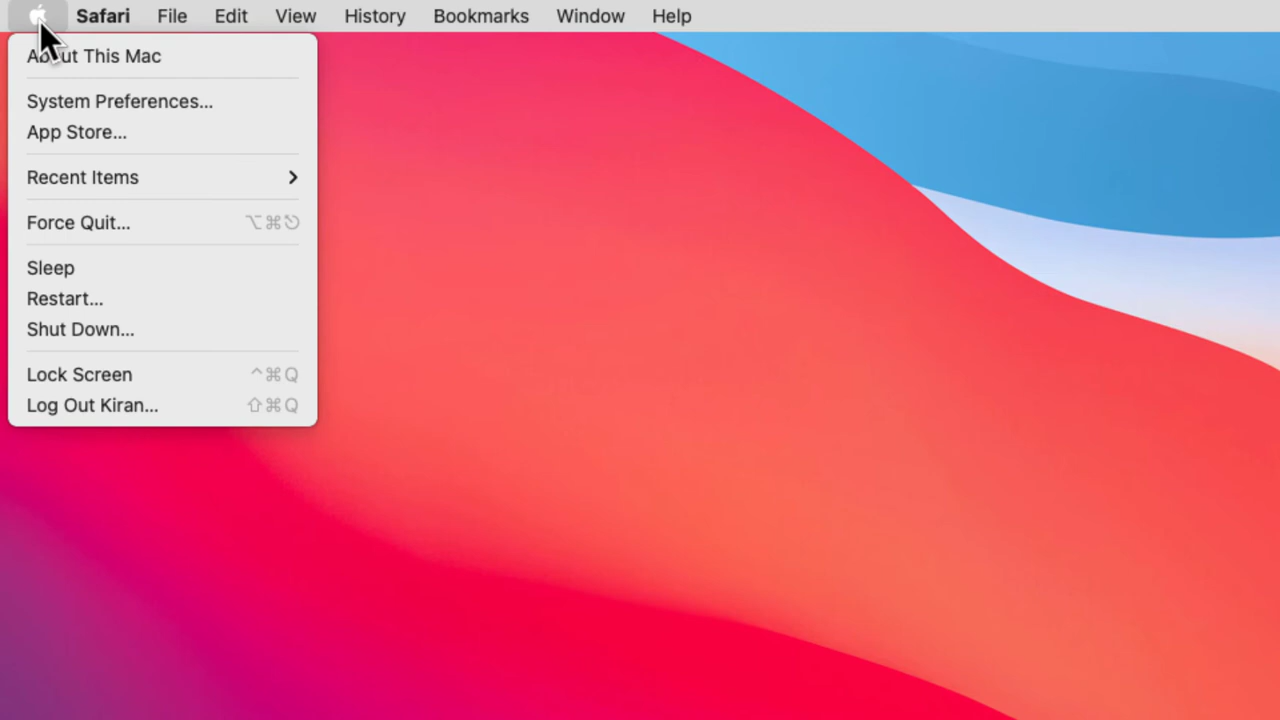 Safari File Edit View History Bookmarks Window Help
About This Mac
System Preferences...
App Store...
Recent Items
Force Quit... ⌥⌘⎋
Sleep
Restart...
Shut Down...
Lock Screen ^⌘Q
Log Out Kiran... ⇧⌘Q